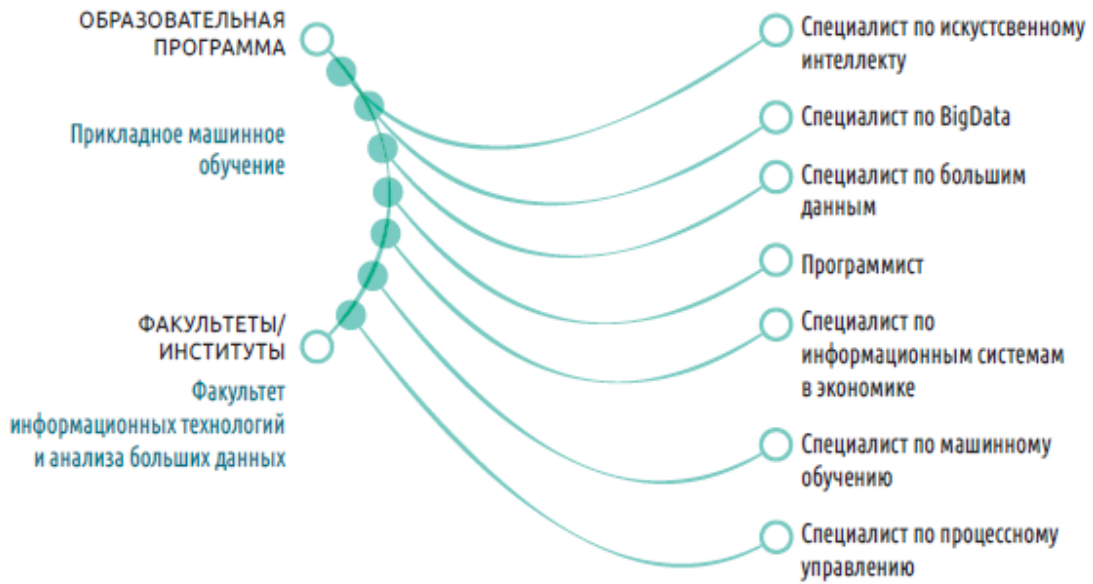 ОБРАЗОВАТЕЛЬНАЯ
ПРОГРАММА
Прикладное машинное
обучение
ФАКУЛЬТЕТЫ/
ИНСТИТУТЫ
Факультет
информационных технологий
и анализа больших данных
Специалист по искустсвенному
интеллекту
Специалист по BigData
Специалист по большим
данным
Программист
Специалист по
информационным системам
в экономике
Специалист по машинному
обучению
Специалист по процессному
управлению